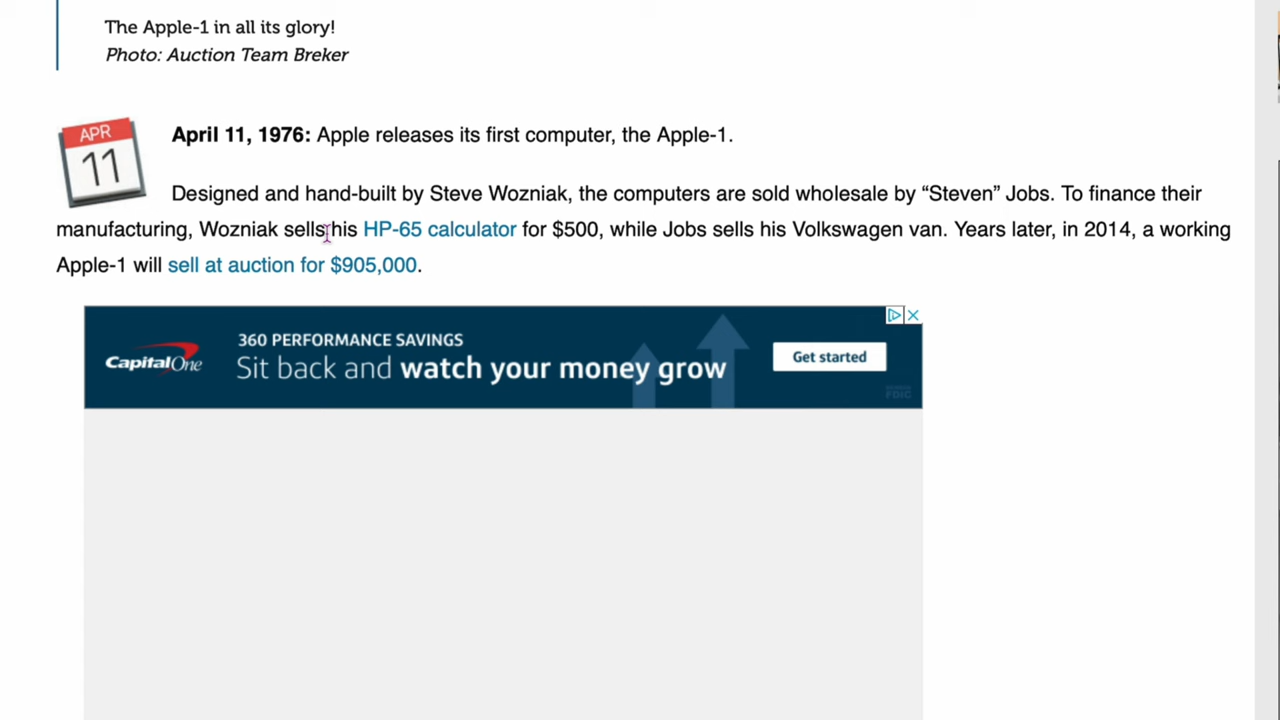 The Apple-1 in all its glory!
Photo: Auction Team Breker
APR
11
April 11, 1976: Apple releases its first computer, the Apple-1.
Designed and hand-built by Steve Wozniak, the computers are sold wholesale by “Steven” Jobs. To finance their
manufacturing, Wozniak sells his HP-65 calculator for $500, while Jobs sells his Volkswagen van. Years later, in 2014, a working
Apple-1 will sell at auction for $905,000.
CapitalOne
360 PERFORMANCE SAVINGS
Sit back and watch your money grow
Get started
FDIC